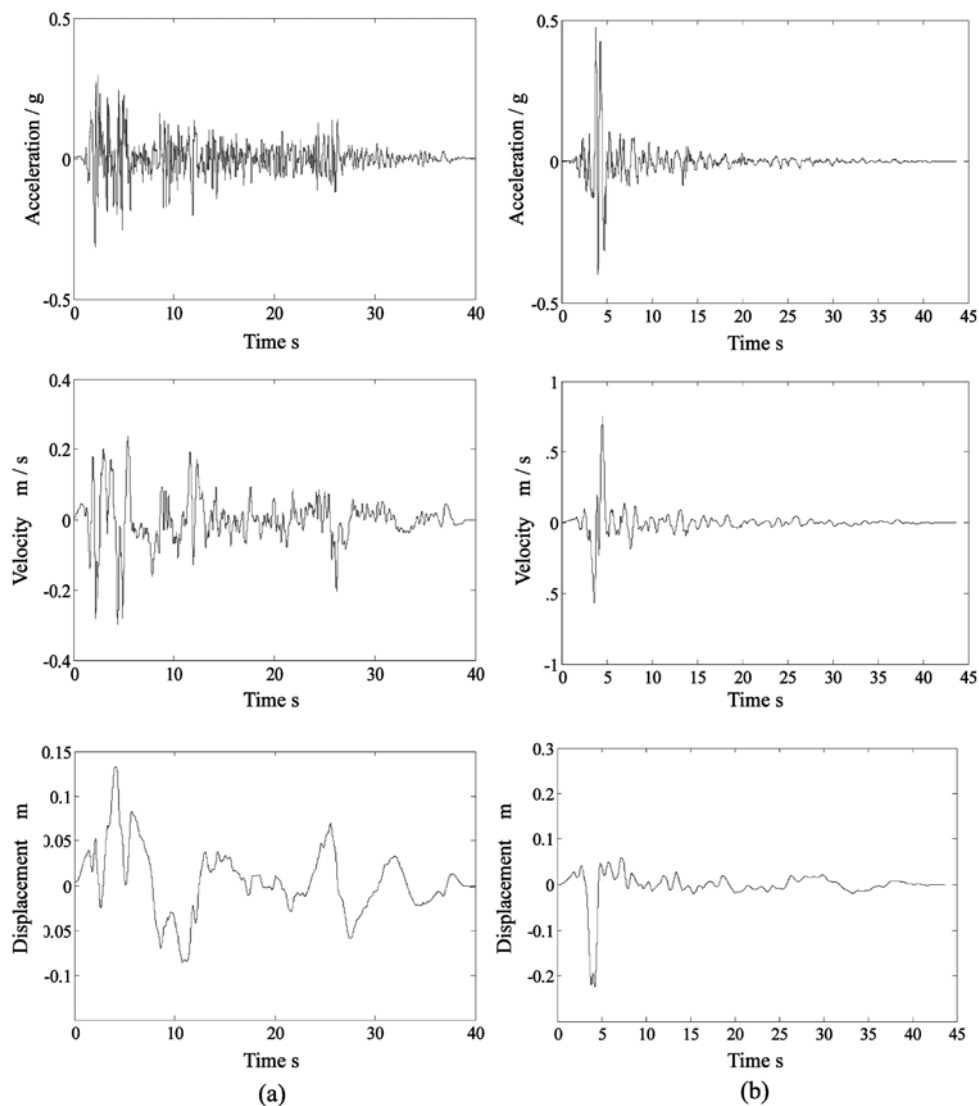 0.5
0
-0.5
Acceleration / g
0 10 20 30 40
Time s
0.5
0
-0.5
Acceleration / g
0 5 10 15 20 25 30 35 40 45
Time s
0.4
0.2
0
-0.2
-0.4
Velocity m / s
0 10 20 30 40
Time s
1
.5
0
.5
-1
Velocity m / s
0 5 10 15 20 25 30 35 40 45
Time s
0.15
0.1
0.05
0
0.05
-0.1
Displacement m
0 10 20 30 40
Time s
(a)
0.3
0.2
0.1
0
-0.1
-0.2
Displacement m
0 5 10 15 20 25 30 35 40 45
Time s
(b)